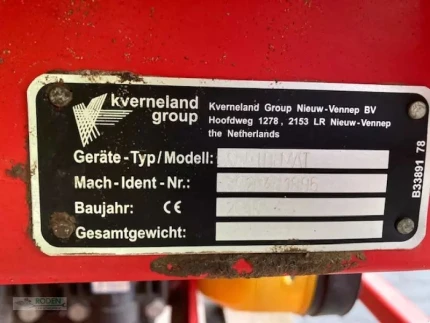 kverneland
group
Kverneland Group Nieuw-Vennep BV
Hoofdweg 1278, 2153 LR Nieuw-Vennep
the Netherlands
Geräte-Typ/Modell:
Mach-Ident-Nr.:
Baujahr: CE
Gesamtgewicht:
B33891 78
BODEN